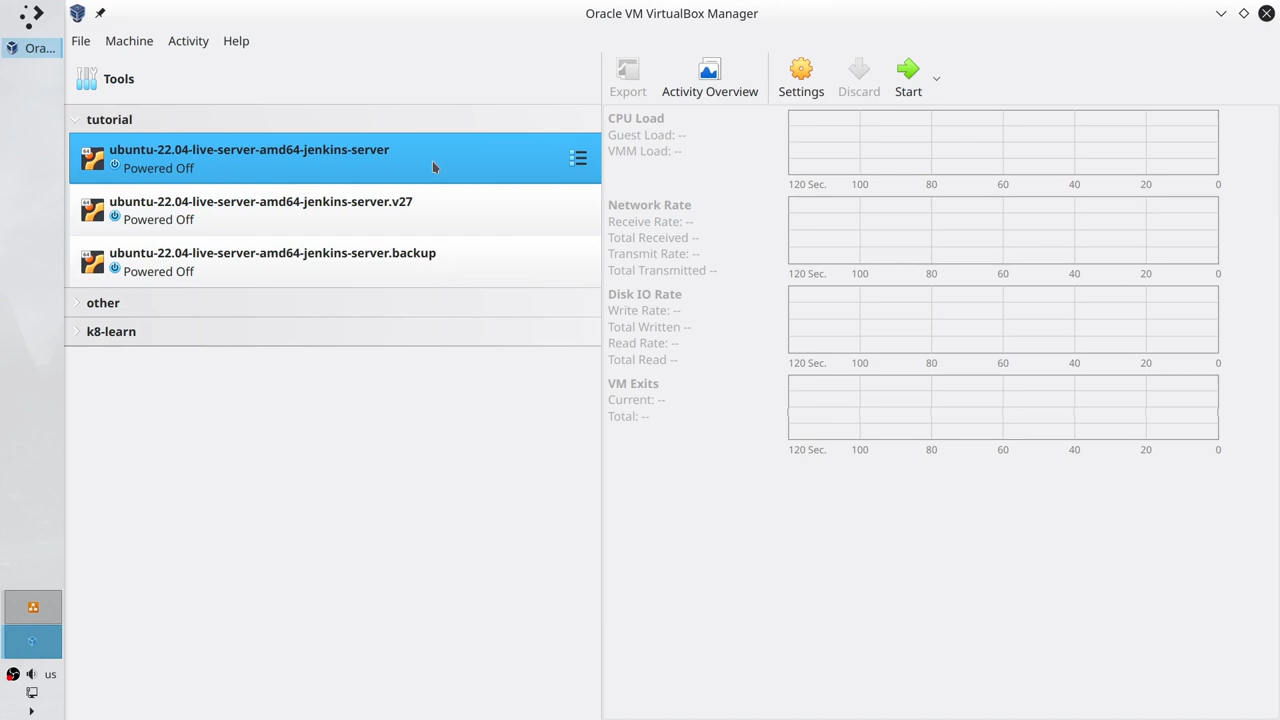 Oracle VM VirtualBox Manager
Ora...
File Machine Activity Help
Tools
Export
Activity Overview
Settings
Discard
Start
tutorial
ubuntu-22.04-live-server-amd64-jenkins-server
Powered Off
ubuntu-22.04-live-server-amd64-jenkins-server.v27
Powered Off
ubuntu-22.04-live-server-amd64-jenkins-server.backup
Powered Off
other
k8-learn
CPU Load
Guest Load: --
VMM Load: --
120 Sec. 100 80 60 40 20 0
Network Rate
Receive Rate: --
Total Received --
Transmit Rate: --
Total Transmitted --
120 Sec. 100 80 60 40 20 0
Disk IO Rate
Write Rate: --
Total Written --
Read Rate: --
Total Read --
120 Sec. 100 80 60 40 20 0
VM Exits
Current: --
Total: --
120 Sec. 100 80 60 40 20 0
us